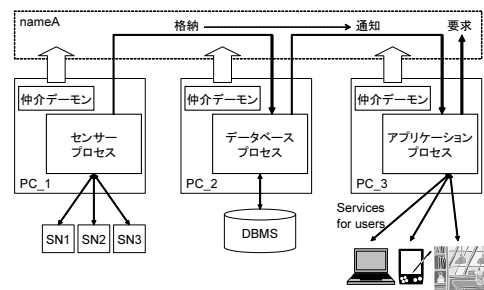 nameA
格納
通知
要求
仲介デーモン
仲介デーモン
仲介デーモン
センサー
プロセス
データベース
プロセス
アプリケーション
プロセス
PC_1
PC_2
PC_3
SN1
SN2
SN3
DBMS
Services
for users